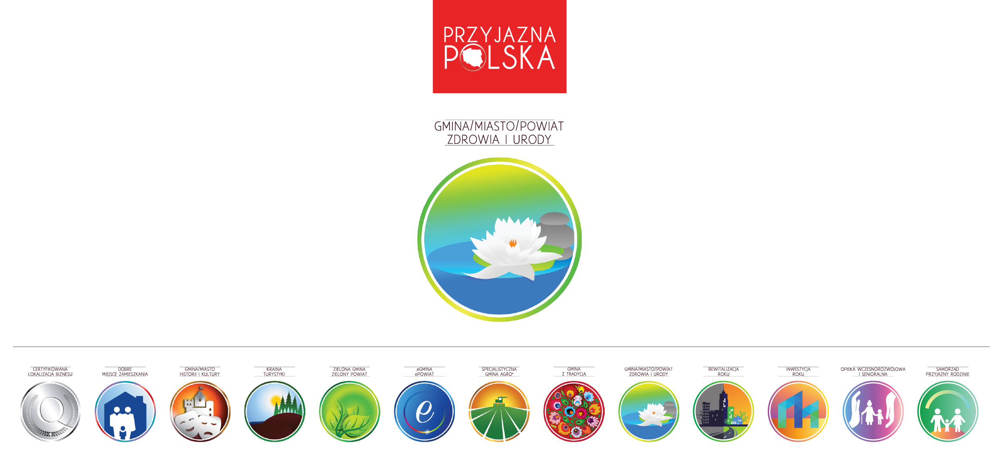 PRZYJAZNA
POLSKA
GMINA/MIASTO/POWIAT
ZDROWIA I URODY
CERTYFIKOWANA
LOKALIZACJA BIZNESU
Q
DOBRE
MIEJSCE ZAMIESZKANIA
GMINA/MIASTO
HISTORII I KULTURY
KRAINA
TURYSTYKI
ZIELONA GMINA
ZIELONY POWIAT
eGMINA
ePOWIAT
e
SPECJALISTYCZNA
GMINA AGRO"
GMINA
Z TRADYCJĄ
GMINA/MIASTO/POWIAT
ZDROWIA I URODY
REWITALIZACJA
ROKU
INWESTYCJA
ROKU
OPIEKA WCZESNOROZWOJOWA
I SENIORALNA
SAMORZĄD
PRZYJAZNY RODZINIE